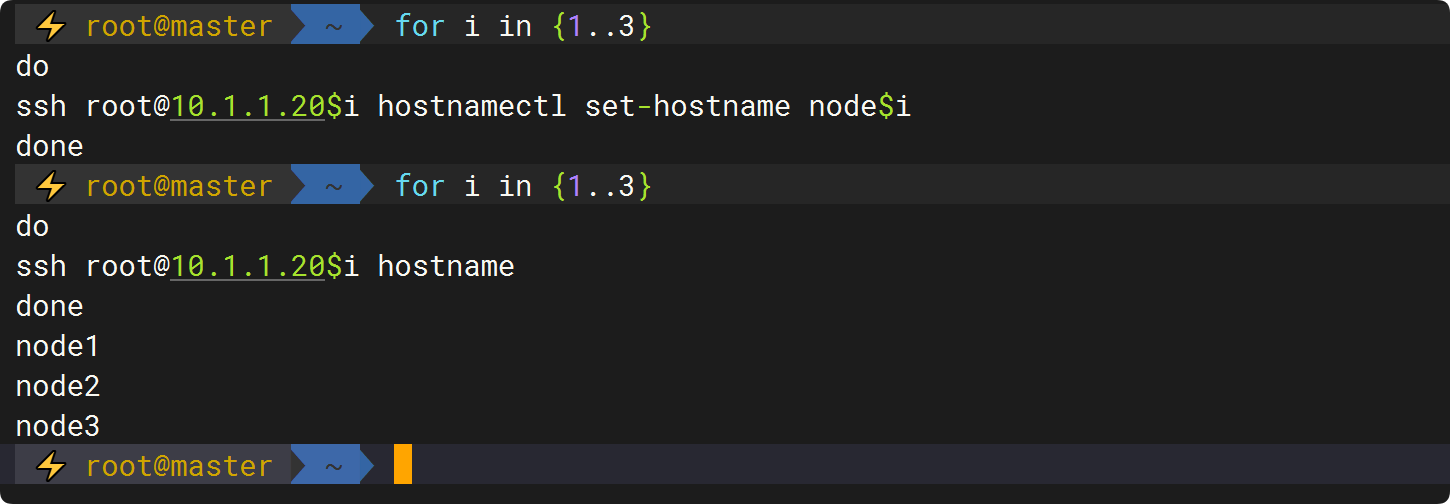 ⚡ root@master ~ for i in {1..3}
do
ssh root@10.1.1.20$i hostnamectl set-hostname node$i
done
⚡ root@master ~ for i in {1..3}
do
ssh root@10.1.1.20$i hostname
done
node1
node2
node3
⚡ root@master ~